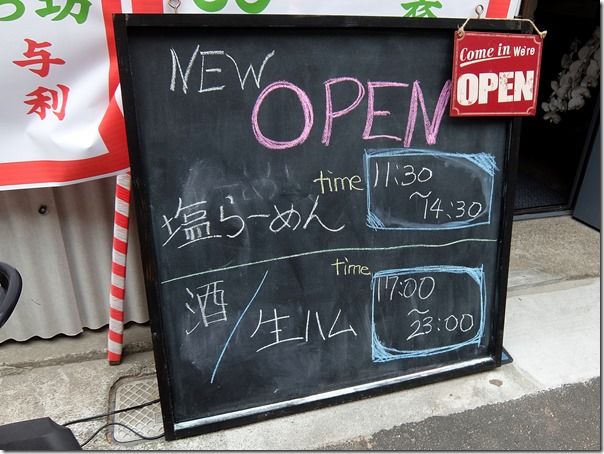 坊
与利
NEW
OPEN
Come in We're
OPEN
time 11:30
～14:30
塩らーめん
time 17:00
～23:00
酒/生ハム